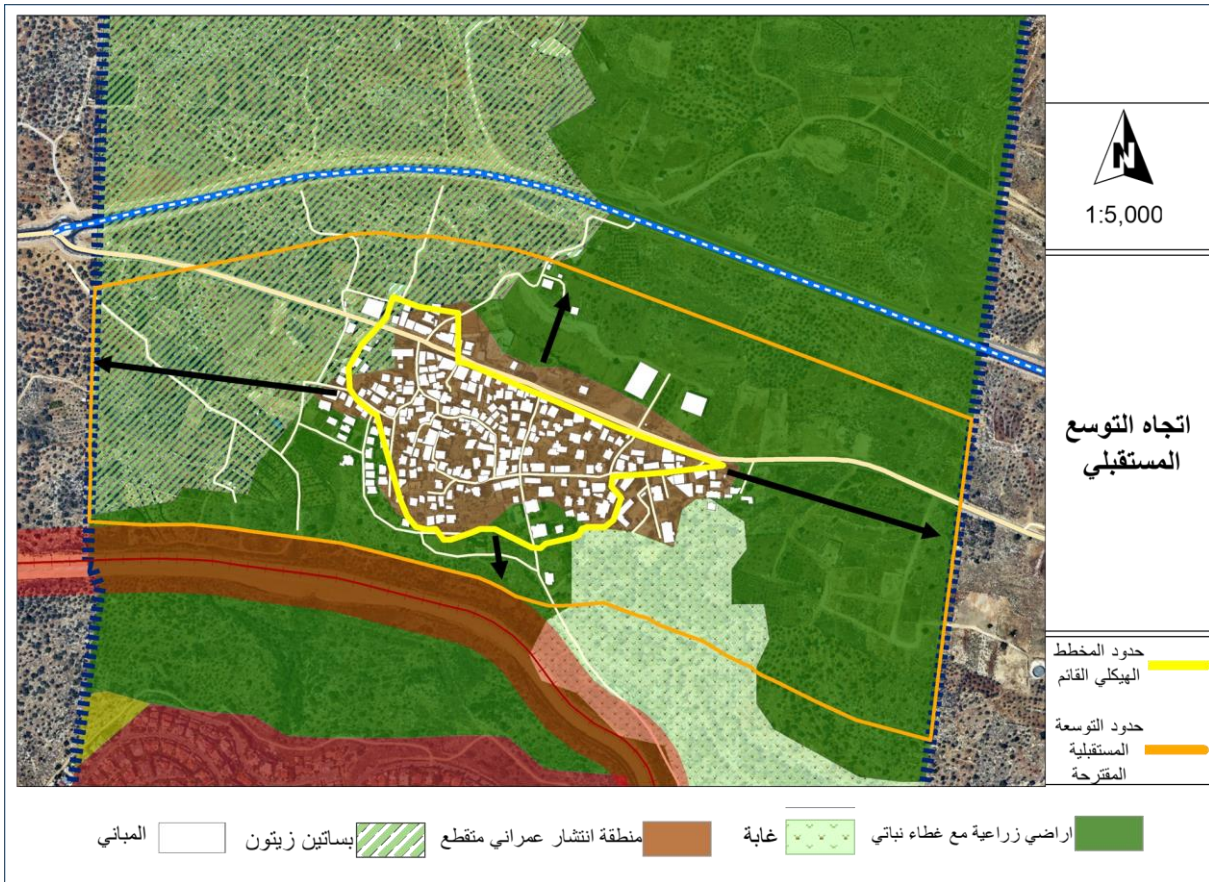 N
1:5,000
اتجاه التوسع
المستقبلي
حدود المخطط
الهيكلي القائم
حدود التوسعة
المستقبلية
المقترحة
اراضي زراعية مع غطاء نباتي
غابة
منطقة انتشار عمراني متقطع
بساتين زيتون
المباني